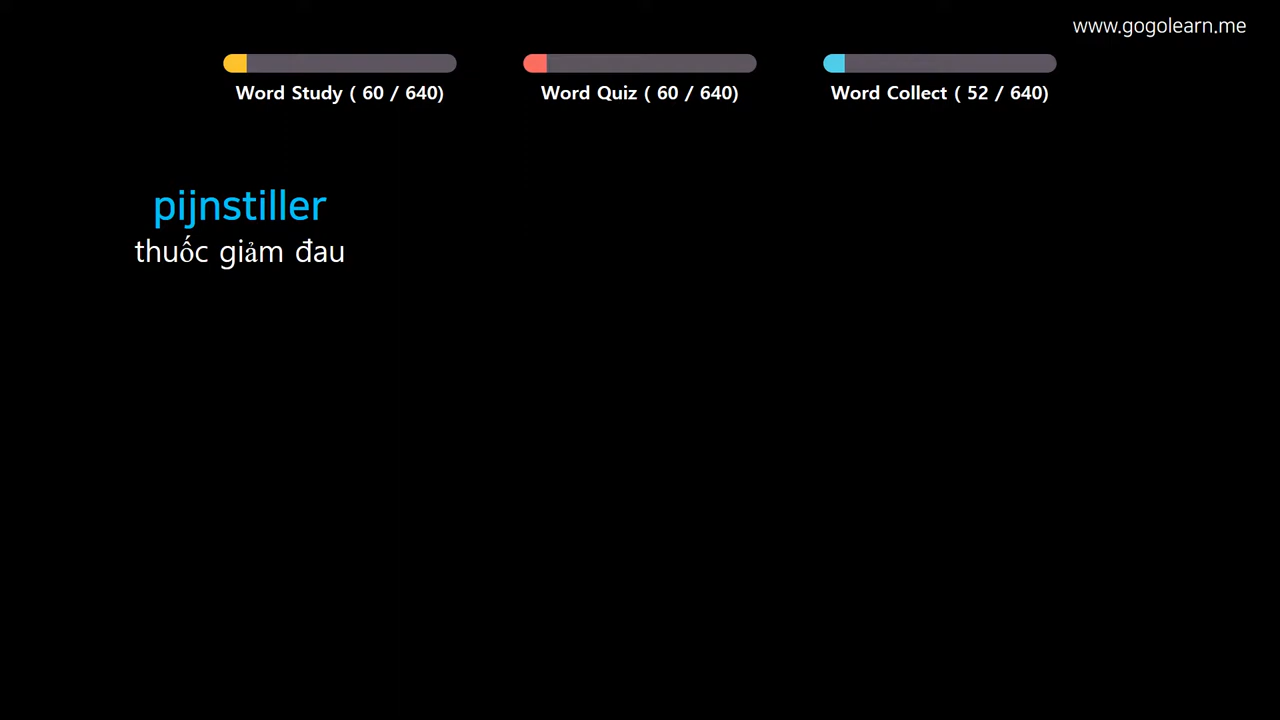 www.gogolearn.me
Word Study ( 60 / 640)
Word Quiz ( 60 / 640)
Word Collect ( 52 / 640)
pijnstiller
thuốc giảm đau